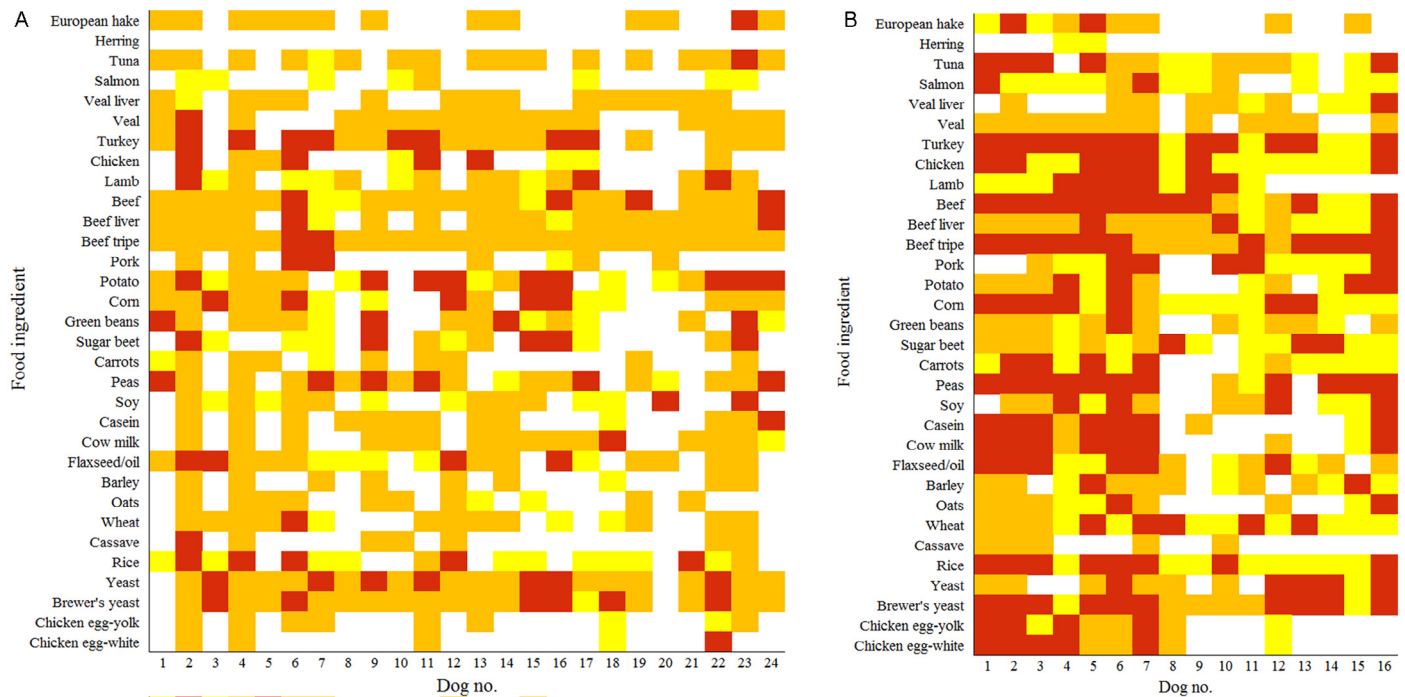 A
European hake
Herring
Tuna
Salmon
Veal liver
Veal
Turkey
Chicken
Lamb
Beef
Beef liver
Beef tripe
Pork
Potato
Corn
Green beans
Sugar beet
Carrots
Peas
Soy
Casein
Cow milk
Flaxseed/oil
Barley
Oats
Wheat
Cassave
Rice
Yeast
Brewer's yeast
Chicken egg-yolk
Chicken egg-white
Food ingredient
1 2 3 4 5 6 7 8 9 10 11 12 13 14 15 16 17 18 19 20 21 22 23 24
Dog no.
B
European hake
Herring
Tuna
Salmon
Veal liver
Veal
Turkey
Chicken
Lamb
Beef
Beef liver
Beef tripe
Pork
Potato
Corn
Green beans
Sugar beet
Carrots
Peas
Soy
Casein
Cow milk
Flaxseed/oil
Barley
Oats
Wheat
Cassave
Rice
Yeast
Brewer's yeast
Chicken egg-yolk
Chicken egg-white
Food ingredient
1 2 3 4 5 6 7 8 9 10 11 12 13 14 15 16
Dog no.